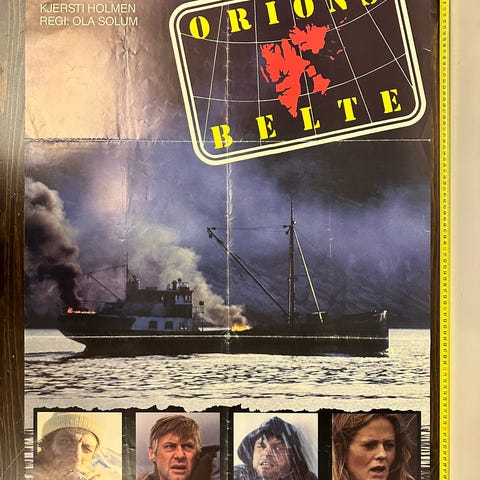 KJERSTI HOLMEN
REGI: OLA SOLUM
ORIONS
BELTE